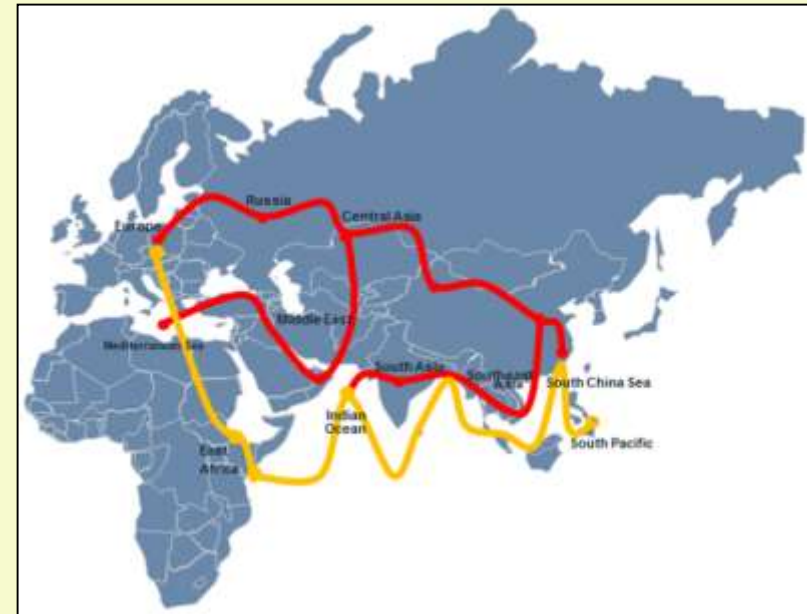 Russia
Central Asia
Europe
Middle East
Mediterranean Sea
South Asia
Southeast
Asia
South China Sea
Indian
Ocean
South Pacific
East
Africa